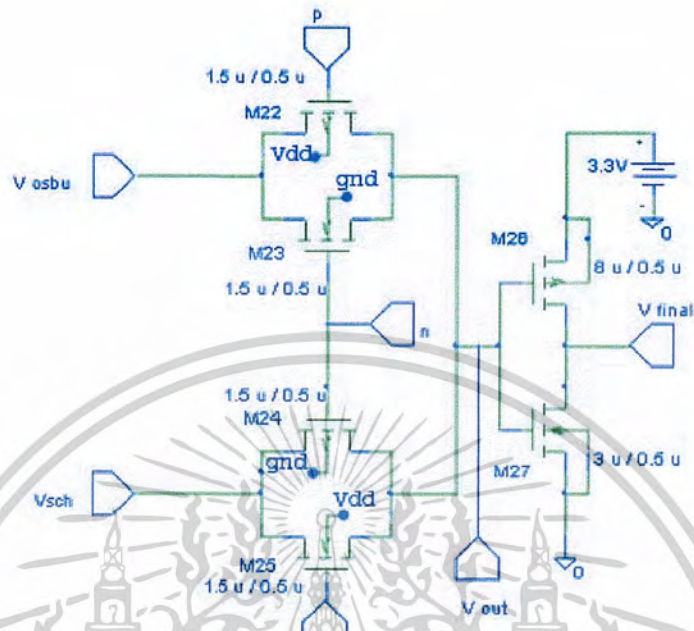 p
1.5 u / 0.5 u
M22
Vdd
gnd
V osbu
M23
1.5 u / 0.5 u
3.3V
+
-
0
M26
8 u / 0.5 u
V final
n
1.5 u / 0.5 u
M24
gnd
Vsch
Vdd
M25
1.5 u / 0.5 u
M27
3 u / 0.5 u
0
V out